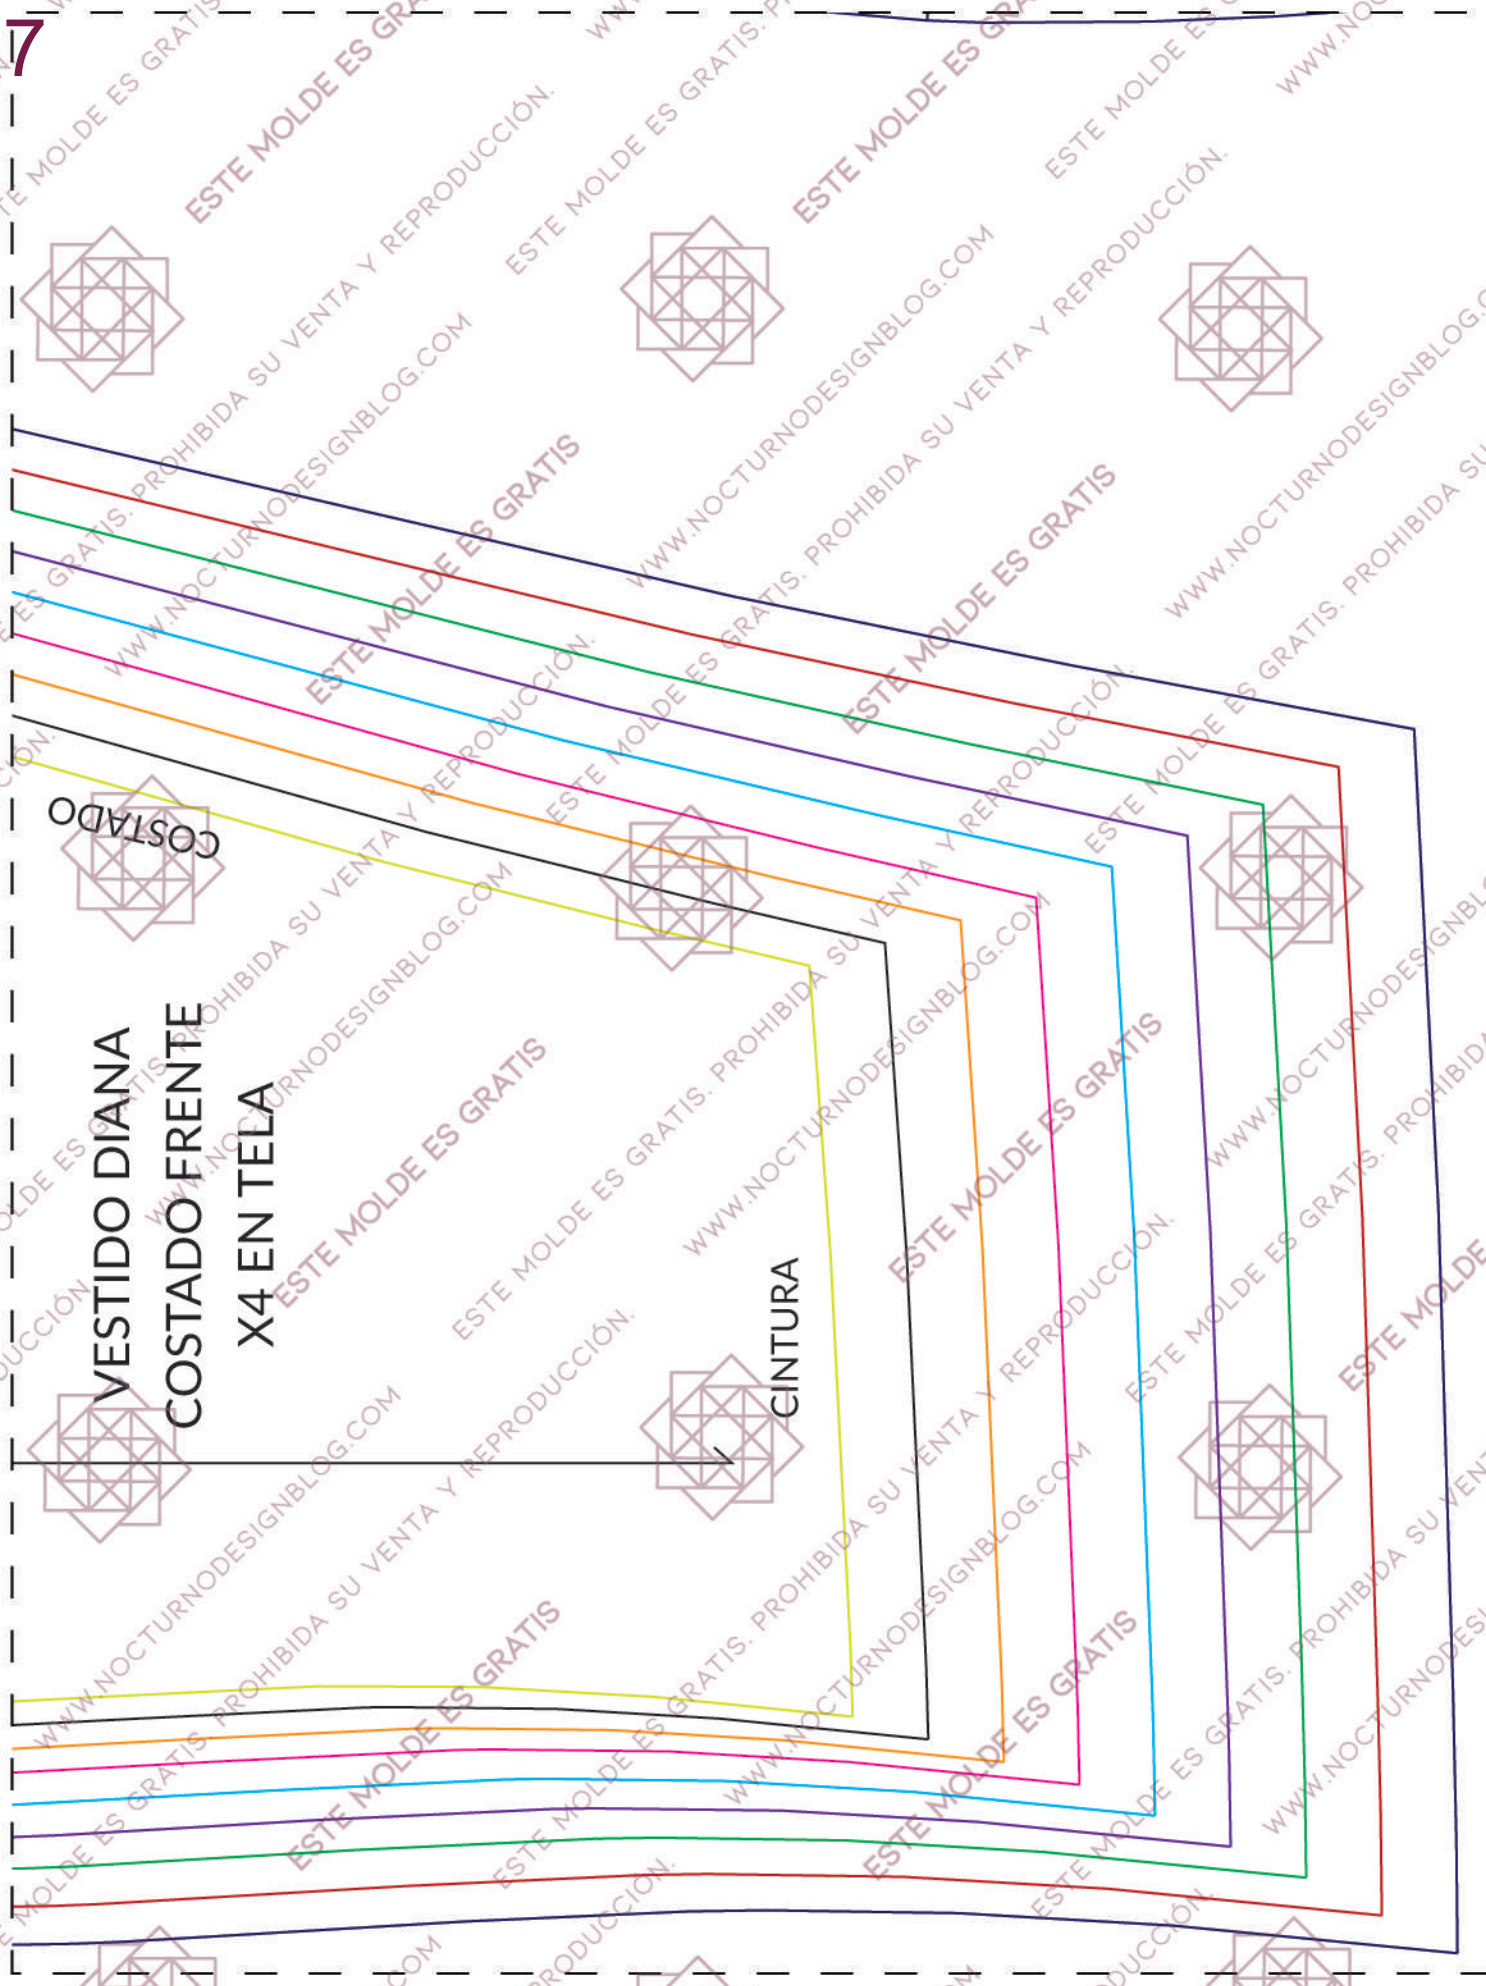 7
COSTADO
VESTIDO DIANA
COSTADO FRENTE
X4 EN TELA
CINTURA
ESTE MOLDE ES GRATIS
ESTE MOLDE ES GRATIS. PROHIBIDA SU VENTA Y REPRODUCCIÓN.
WWW.NOCTURNODESIGNBLOG.COM